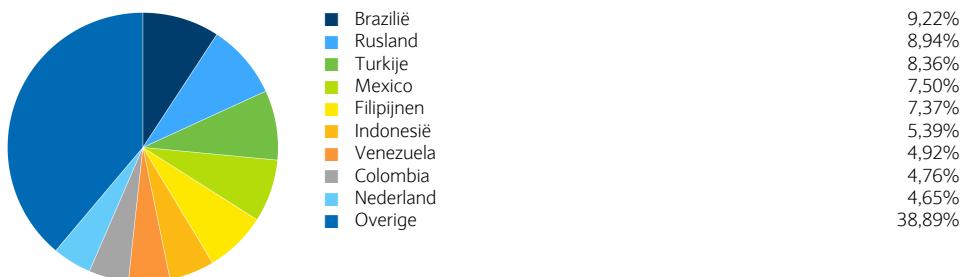 Brazilië 9,22%
Rusland 8,94%
Turkije 8,36%
Mexico 7,50%
Filipijnen 7,37%
Indonesië 5,39%
Venezuela 4,92%
Colombia 4,76%
Nederland 4,65%
Overige 38,89%